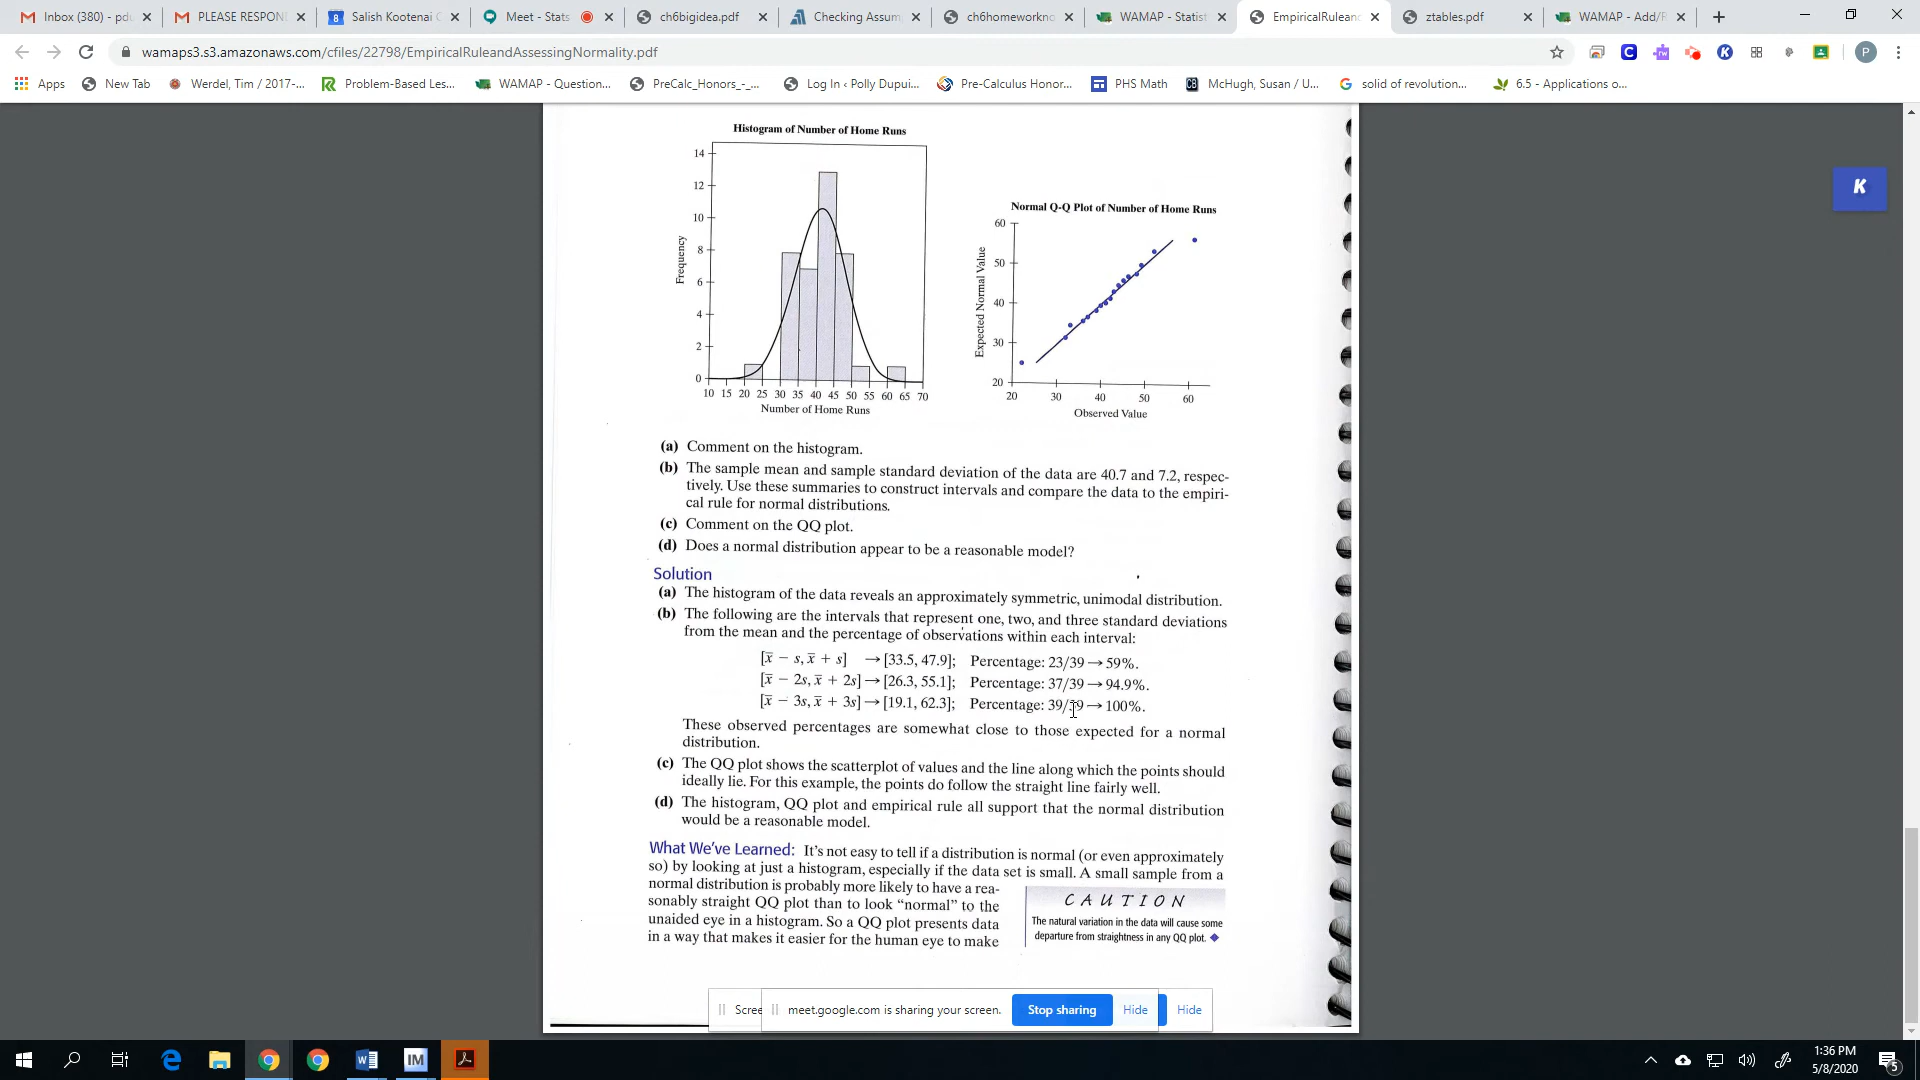 Inbox (380) - pdu
PLEASE RESPON
Salish Kootenai C
Meet - Stats
ch6bigidea.pdf
Checking Assum
ch6homeworkno
WAMAP - Statist
EmpiricalRulean
ztables.pdf
WAMAP - Add/R
wamaps3.s3.amazonaws.com/cfiles/22798/EmpiricalRuleandAssessingNormality.pdf
Apps
New Tab
Werdel, Tim / 2017-...
Problem-Based Les...
WAMAP - Question...
PreCalc_Honors_-_...
Log In ‹ Polly Dupui...
Pre-Calculus Honor...
PHS Math
McHugh, Susan / U...
solid of revolution...
6.5 - Applications o...
K
Histogram of Number of Home Runs
Frequency
14
12
10
8
6
4
2
0
10 15 20 25 30 35 40 45 50 55 60 65 70
Number of Home Runs
Normal Q-Q Plot of Number of Home Runs
Expected Normal Value
60
50
40
30
20
20 30 40 50 60
Observed Value
(a) Comment on the histogram.
(b) The sample mean and sample standard deviation of the data are 40.7 and 7.2, respec-
tively. Use these summaries to construct intervals and compare the data to the empiri-
cal rule for normal distributions.
(c) Comment on the QQ plot.
(d) Does a normal distribution appear to be a reasonable model?
Solution
(a) The histogram of the data reveals an approximately symmetric, unimodal distribution.
(b) The following are the intervals that represent one, two, and three standard deviations
from the mean and the percentage of observations within each interval:
[x̄ − s, x̄ + s] → [33.5, 47.9]; Percentage: 23/39 → 59%.
[x̄ − 2s, x̄ + 2s] → [26.3, 55.1]; Percentage: 37/39 → 94.9%.
[x̄ − 3s, x̄ + 3s] → [19.1, 62.3]; Percentage: 39/39 → 100%.
These observed percentages are somewhat close to those expected for a normal
distribution.
(c) The QQ plot shows the scatterplot of values and the line along which the points should
ideally lie. For this example, the points do follow the straight line fairly well.
(d) The histogram, QQ plot and empirical rule all support that the normal distribution
would be a reasonable model.
What We've Learned: It's not easy to tell if a distribution is normal (or even approximately
so) by looking at just a histogram, especially if the data set is small. A small sample from a
normal distribution is probably more likely to have a rea-
sonably straight QQ plot than to look “normal” to the
unaided eye in a histogram. So a QQ plot presents data
in a way that makes it easier for the human eye to make
CAUTION
The natural variation in the data will cause some
departure from straightness in any QQ plot. ◆
Scree
meet.google.com is sharing your screen.
Stop sharing
Hide
Hide
1:36 PM
5/8/2020